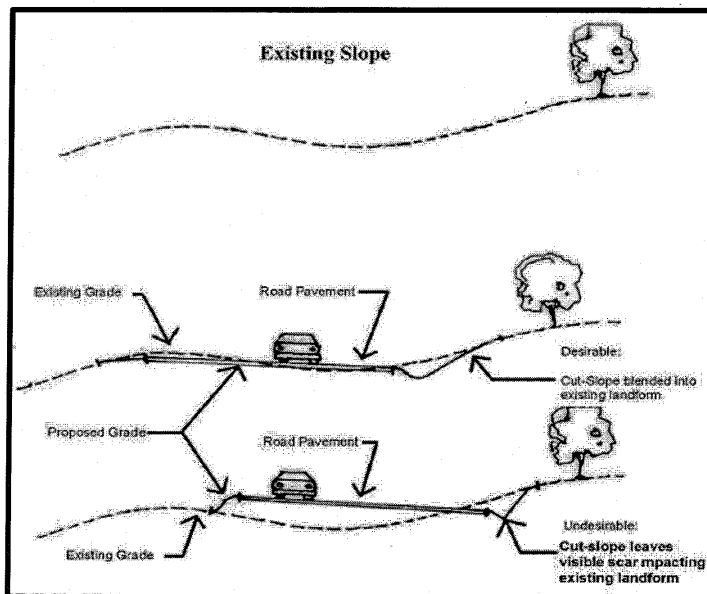 Existing Slope
Existing Grade
Road Pavement
Desirable:
Cut-Slope blended into
existing landform
Proposed Grade
Road Pavement
Existing Grade
Undesirable:
Cut-slope leaves
visible scar mpacting
existing landform